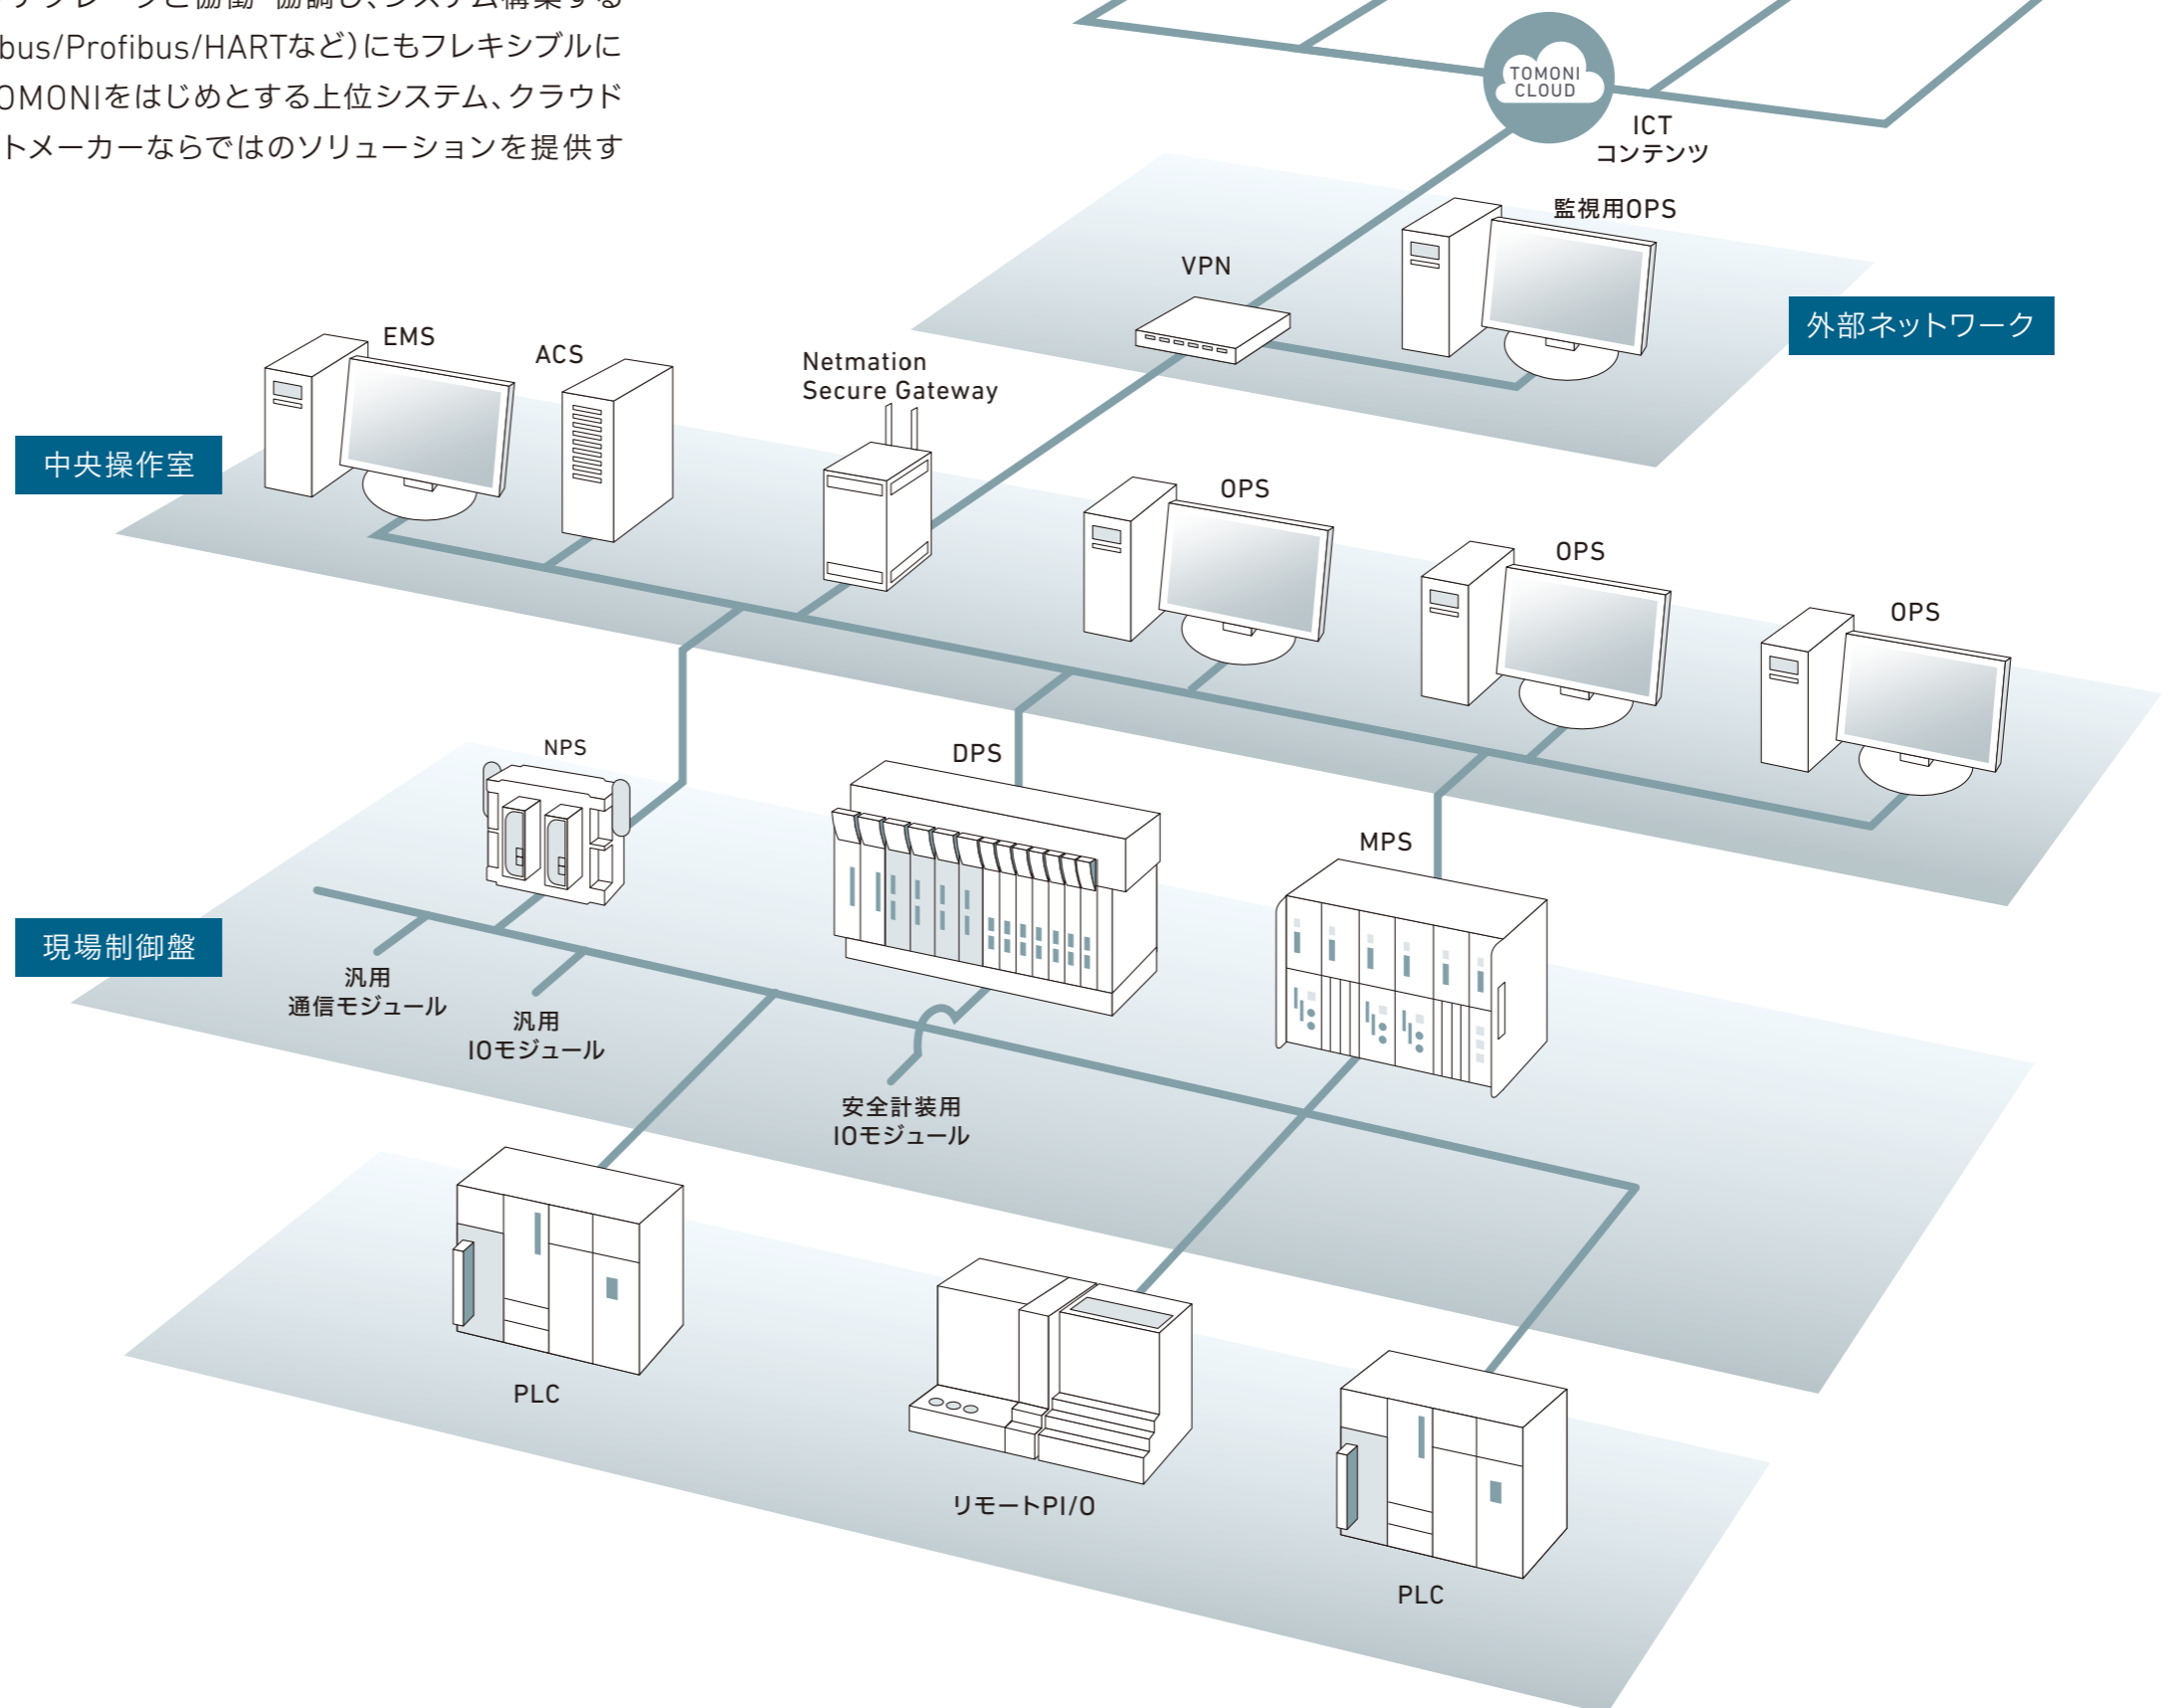 ibus/Profibus/HARTなど)にもフレキシブルに
OMONIをはじめとする上位システム、クラウド
トメーカーならではのソリューションを提供す
TOMONI
CLOUD
ICT
コンテンツ
監視用OPS
VPN
外部ネットワーク
EMS
ACS
Netmation
Secure Gateway
中央操作室
OPS
OPS
OPS
NPS
DPS
MPS
現場制御盤
汎用
通信モジュール
汎用
IOモジュール
安全計装用
IOモジュール
PLC
リモートPI/O
PLC